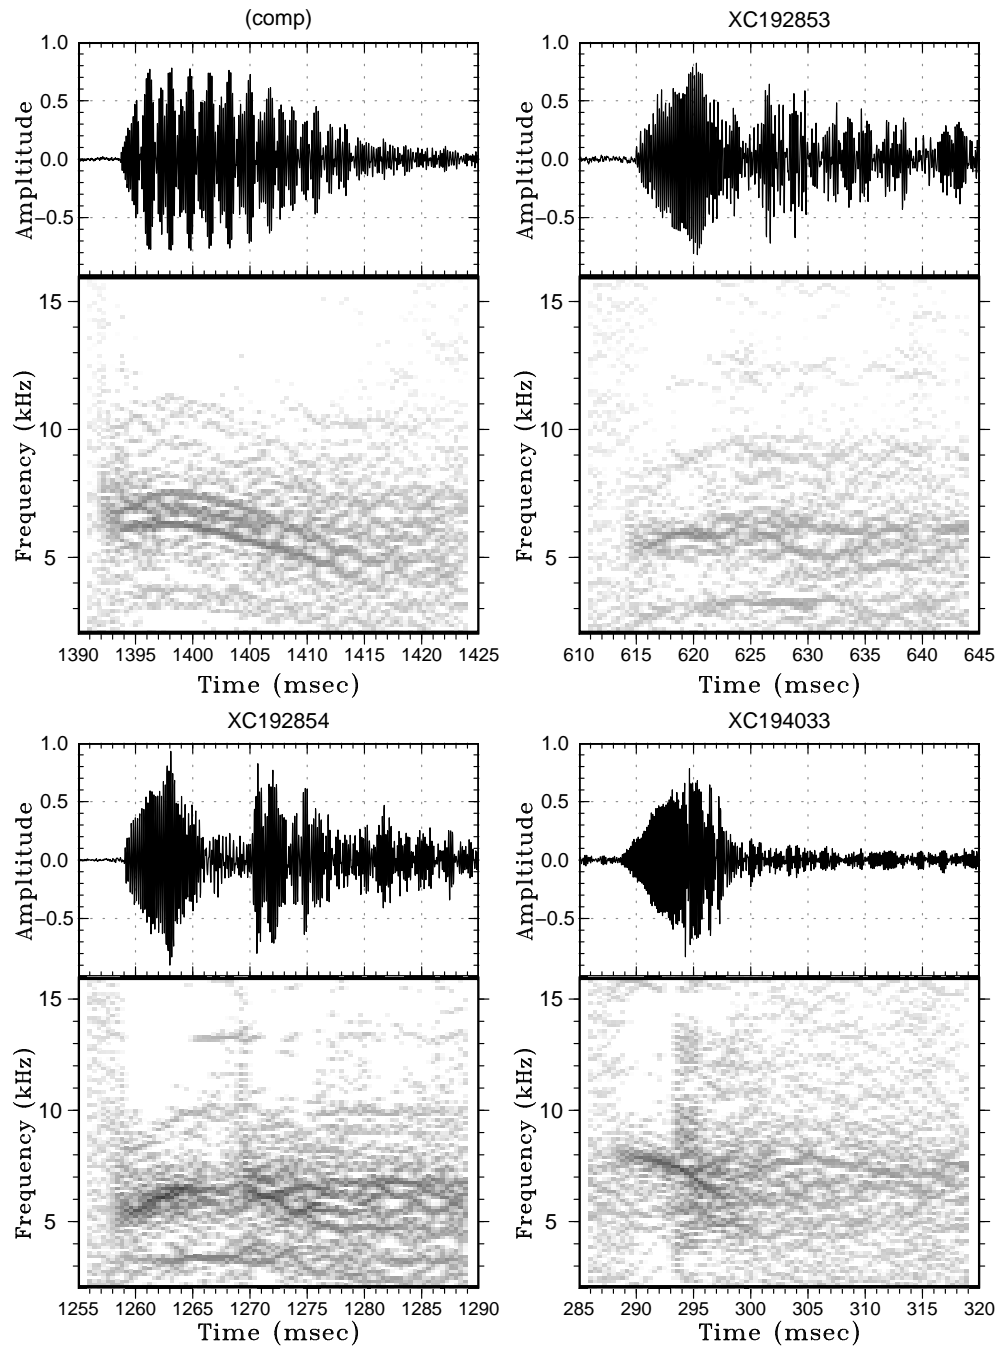 (comp)
1.0
0.5
0.0
−0.5
Ampltitude
15
10
5
Frequency (kHz)
1390 1395 1400 1405 1410 1415 1420 1425
Time (msec)
XC192853
1.0
0.5
0.0
−0.5
Ampltitude
15
10
5
Frequency (kHz)
610 615 620 625 630 635 640 645
Time (msec)
XC192854
1.0
0.5
0.0
−0.5
Ampltitude
15
10
5
Frequency (kHz)
1255 1260 1265 1270 1275 1280 1285 1290
Time (msec)
XC194033
1.0
0.5
0.0
−0.5
Ampltitude
15
10
5
Frequency (kHz)
285 290 295 300 305 310 315 320
Time (msec)